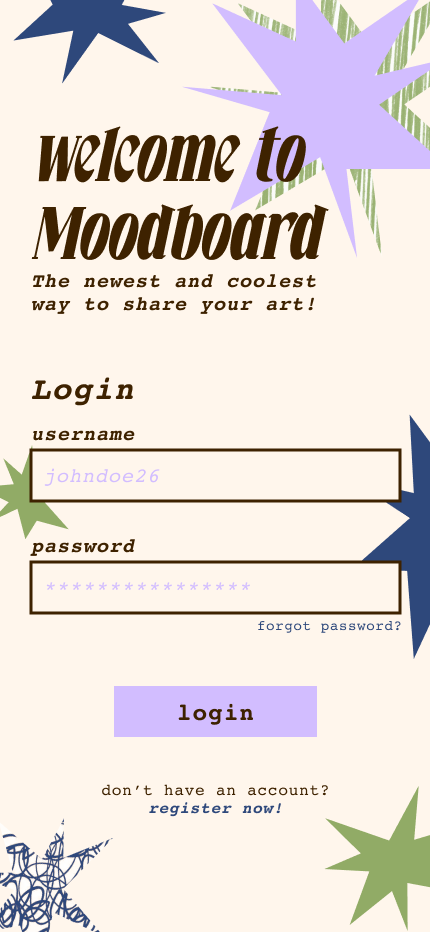 welcome to
Moodboard
The newest and coolest
way to share your art!
Login
username
johndoe26
password
****************
forgot password?
login
don't have an account?
register now!